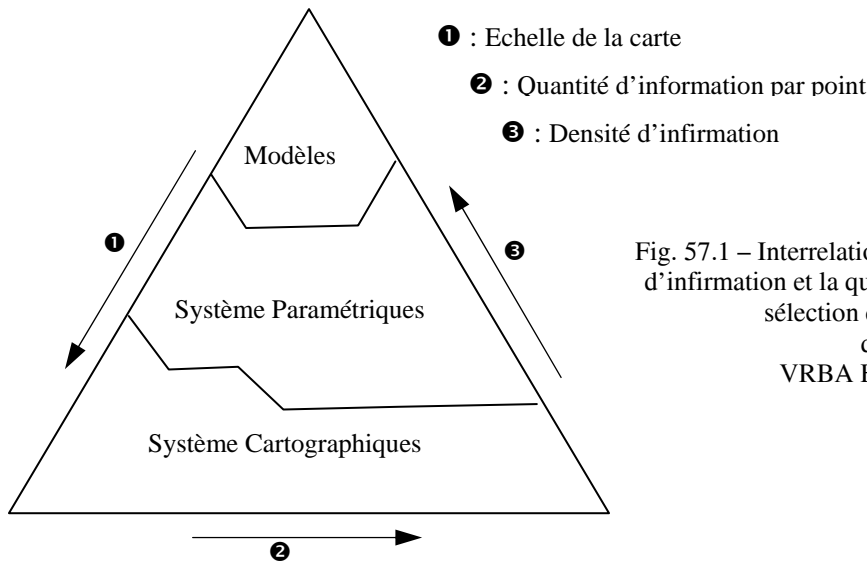 ❶ : Echelle de la carte
❷ : Quantité d’information par point
❸ : Densité d’infirmation
Modèles
❶
❸
Système Paramétriques
Système Cartographiques
❷
Fig. 57.1 – Interrelatio
d’infirmation et la qu
sélection
VRBA